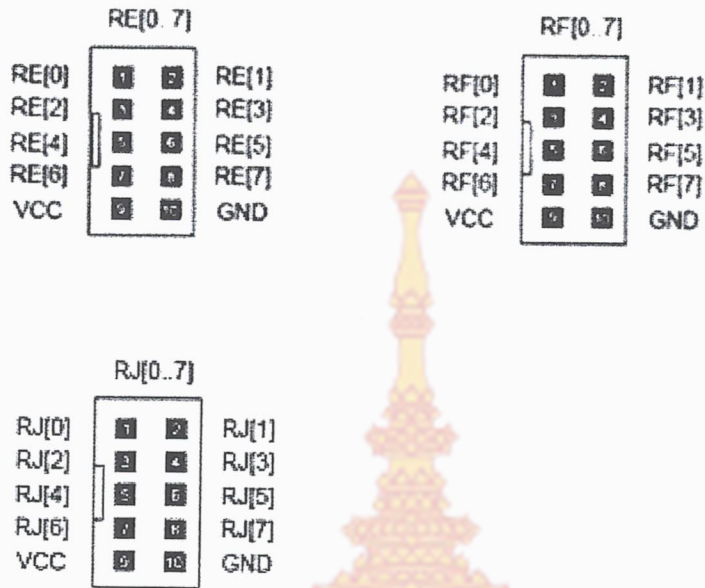 RE[0..7]
RE[0] 1 2 RE[1]
RE[2] 3 4 RE[3]
RE[4] 5 6 RE[5]
RE[6] 7 8 RE[7]
VCC 9 10 GND
RF[0..7]
RF[0] 1 2 RF[1]
RF[2] 3 4 RF[3]
RF[4] 5 6 RF[5]
RF[6] 7 8 RF[7]
VCC 9 10 GND
RJ[0..7]
RJ[0] 1 2 RJ[1]
RJ[2] 3 4 RJ[3]
RJ[4] 5 6 RJ[5]
RJ[6] 7 8 RJ[7]
VCC 9 10 GND